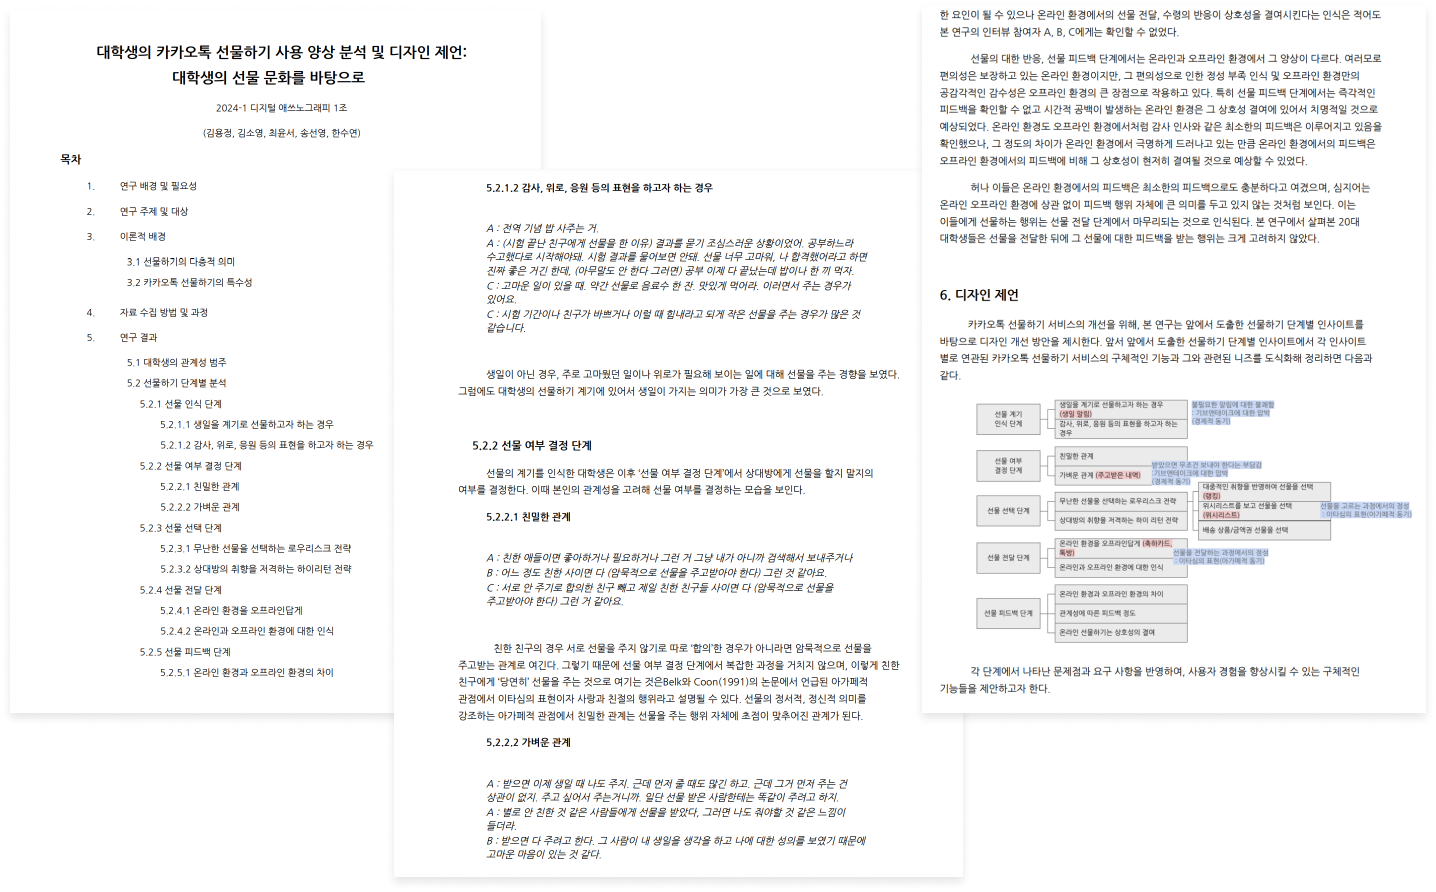 대학생의 카카오톡 선물하기 사용 양상 분석 및 디자인 제언:
대학생의 선물 문화를 바탕으로
2024-1 디지털 애쓰노그래피 1조
(김용정, 김소영, 최윤서, 송선영, 한수연)
목차
1. 연구 배경 및 필요성
2. 연구 주제 및 대상
3. 이론적 배경
3.1 선물하기의 다층적 의미
3.2 카카오톡 선물하기의 특수성
4. 자료 수집 방법 및 과정
5. 연구 결과
5.1 대학생의 관계성 범주
5.2 선물하기 단계별 분석
5.2.1 선물 인식 단계
5.2.1.1 생일을 계기로 선물하고자 하는 경우
5.2.1.2 감사, 위로, 응원 등의 표현을 하고자 하는 경우
5.2.2 선물 여부 결정 단계
5.2.2.1 친밀한 관계
5.2.2.2 가벼운 관계
5.2.3 선물 선택 단계
5.2.3.1 무난한 선물을 선택하는 로우리스크 전략
5.2.3.2 상대방의 취향을 저격하는 하이리턴 전략
5.2.4 선물 전달 단계
5.2.4.1 온라인 환경을 오프라인답게
5.2.4.2 온라인과 오프라인 환경에 대한 인식
5.2.5 선물 피드백 단계
5.2.5.1 온라인 환경과 오프라인 환경의 차이
5.2.1.2 감사, 위로, 응원 등의 표현을 하고자 하는 경우
A : 전역 기념 밥 사주는 거.
A : (시험 끝난 친구에게 선물을 한 이유) 결과를 묻기 조심스러운 상황이었어. 공부하느라
수고했다로 시작해야돼. 시험 결과를 물어보면 안돼. 선물 너무 고마워, 나 합격했어라고 하면
진짜 좋은 거긴 한데, (아무말도 안 한다 그러면) 공부 이제 다 끝났는데 밥이나 한 끼 먹자.
C : 고마운 일이 있을 때. 약간 선물로 음료수 한 잔. 맛있게 먹어라. 이러면서 주는 경우가
있어요.
C : 시험 기간이나 친구가 바쁘거나 이럴 때 힘내라고 되게 작은 선물을 주는 경우가 많은 것
같습니다.
생일이 아닌 경우, 주로 고마웠던 일이나 위로가 필요해 보이는 일에 대해 선물을 주는 경향을 보였다.
그럼에도 대학생의 선물하기 계기에 있어서 생일이 가지는 의미가 가장 큰 것으로 보였다.
5.2.2 선물 여부 결정 단계
선물의 계기를 인식한 대학생은 이후 '선물 여부 결정 단계'에서 상대방에게 선물을 할지 말지의
여부를 결정한다. 이때 본인의 관계성을 고려해 선물 여부를 결정하는 모습을 보인다.
5.2.2.1 친밀한 관계
A : 친한 애들이면 좋아하거나 필요하거나 그런 거 그냥 내가 아니까 검색해서 보내주거나
B : 어느 정도 친한 사이면 다 (암묵적으로 선물을 주고받아야 한다) 그런 것 같아요.
C : 서로 안 주기로 합의한 친구 빼고 제일 친한 친구들 사이면 다 (암묵적으로 선물을
주고받아야 한다) 그런 거 같아요.
친한 친구의 경우 서로 선물을 주지 않기로 따로 '합의'한 경우가 아니라면 암묵적으로 선물을
주고받는 관계로 여긴다. 그렇기 때문에 선물 여부 결정 단계에서 복잡한 과정을 거치지 않으며, 이렇게 친한
친구에게 '당연히' 선물을 주는 것으로 여기는 것은Belk와 Coon(1991)의 논문에서 언급된 아가페적
관점에서 이타심의 표현이자 사랑과 친절의 행위라고 설명될 수 있다. 선물의 정서적, 정신적 의미를
강조하는 아가페적 관점에서 친밀한 관계는 선물을 주는 행위 자체에 초점이 맞추어진 관계가 된다.
5.2.2.2 가벼운 관계
A : 받으면 이제 생일 때 나도 주지. 근데 먼저 줄 때도 많긴 하고. 근데 그거 먼저 주는 건
상관이 없지. 주고 싶어서 주는거니까. 일단 선물 받은 사람한테는 똑같이 주려고 하지.
A : 별로 안 친한 것 같은 사람들에게 선물을 받았다, 그러면 나도 줘야할 것 같은 느낌이
들더라.
B : 받으면 다 주려고 한다. 그 사람이 내 생일을 생각을 하고 나에 대한 성의를 보였기 때문에
고마운 마음이 있는 것 같다.
한 요인이 될 수 있으나 온라인 환경에서의 선물 전달, 수령의 반응이 상호성을 결여시킨다는 인식은 적어도
본 연구의 인터뷰 참여자 A, B, C에게는 확인할 수 없었다.
선물의 대한 반응, 선물 피드백 단계에서는 온라인과 오프라인 환경에서 그 양상이 다르다. 여러모로
편의성은 보장하고 있는 온라인 환경이지만, 그 편의성으로 인한 정성 부족 인식 및 오프라인 환경만의
공감각적인 감수성은 오프라인 환경의 큰 장점으로 작용하고 있다. 특히 선물 피드백 단계에서는 즉각적인
피드백을 확인할 수 없고 시간적 공백이 발생하는 온라인 환경은 그 상호성 결여에 있어서 치명적일 것으로
예상되었다. 온라인 환경도 오프라인 환경에서처럼 감사 인사와 같은 최소한의 피드백은 이루어지고 있음을
확인했으나, 그 정도의 차이가 온라인 환경에서 극명하게 드러나고 있는 만큼 온라인 환경에서의 피드백은
오프라인 환경에서의 피드백에 비해 그 상호성이 현저히 결여될 것으로 예상할 수 있었다.
허나 이들은 온라인 환경에서의 피드백은 최소한의 피드백으로도 충분하다고 여겼으며, 심지어는
온라인 오프라인 환경에 상관 없이 피드백 행위 자체에 큰 의미를 두고 있지 않는 것처럼 보인다. 이는
이들에게 선물하는 행위는 선물 전달 단계에서 마무리되는 것으로 인식된다. 본 연구에서 살펴본 20대
대학생들은 선물을 전달한 뒤에 그 선물에 대한 피드백을 받는 행위는 크게 고려하지 않았다.
6. 디자인 제언
카카오톡 선물하기 서비스의 개선을 위해, 본 연구는 앞에서 도출한 선물하기 단계별 인사이트를
바탕으로 디자인 개선 방안을 제시한다. 앞서 앞에서 도출한 선물하기 단계별 인사이트에서 각 인사이트
별로 연관된 카카오톡 선물하기 서비스의 구체적인 기능과 그와 관련된 니즈를 도식화해 정리하면 다음과
같다.
선물 계기
인식 단계
생일을 계기로 선물하고자 하는 경우
(생일 알림)
감사, 위로, 응원 등의 표현을 하고자 하는
경우
불필요한 알림에 대한 불쾌함
: 기브앤테이크에 대한 압박
(경제적 동기)
선물 여부
결정 단계
친밀한 관계
가벼운 관계 (주고받은 내역)
받았으면 무조건 보내야 한다는 부담감
: 기브앤테이크에 대한 압박
(경제적 동기)
선물 선택 단계
무난한 선물을 선택하는 로우리스크 전략
상대방의 취향을 저격하는 하이 리턴 전략
대중적인 취향을 반영하여 선물을 선택
(랭킹)
위시리스트를 보고 선물을 선택
(위시리스트)
배송 상품/금액권 선물을 선택
선물을 고르는 과정에서의 정성
: 이타심의 표현(아가페적 동기)
선물 전달 단계
온라인 환경을 오프라인답게 (축하카드,
톡방)
온라인과 오프라인 환경에 대한 인식
선물을 전달하는 과정에서의 정성
: 이타심의 표현(아가페적 동기)
선물 피드백 단계
온라인 환경과 오프라인 환경의 차이
관계성에 따른 피드백 정도
온라인 선물하기는 상호성의 결여
각 단계에서 나타난 문제점과 요구 사항을 반영하여, 사용자 경험을 향상시킬 수 있는 구체적인
기능들을 제안하고자 한다.